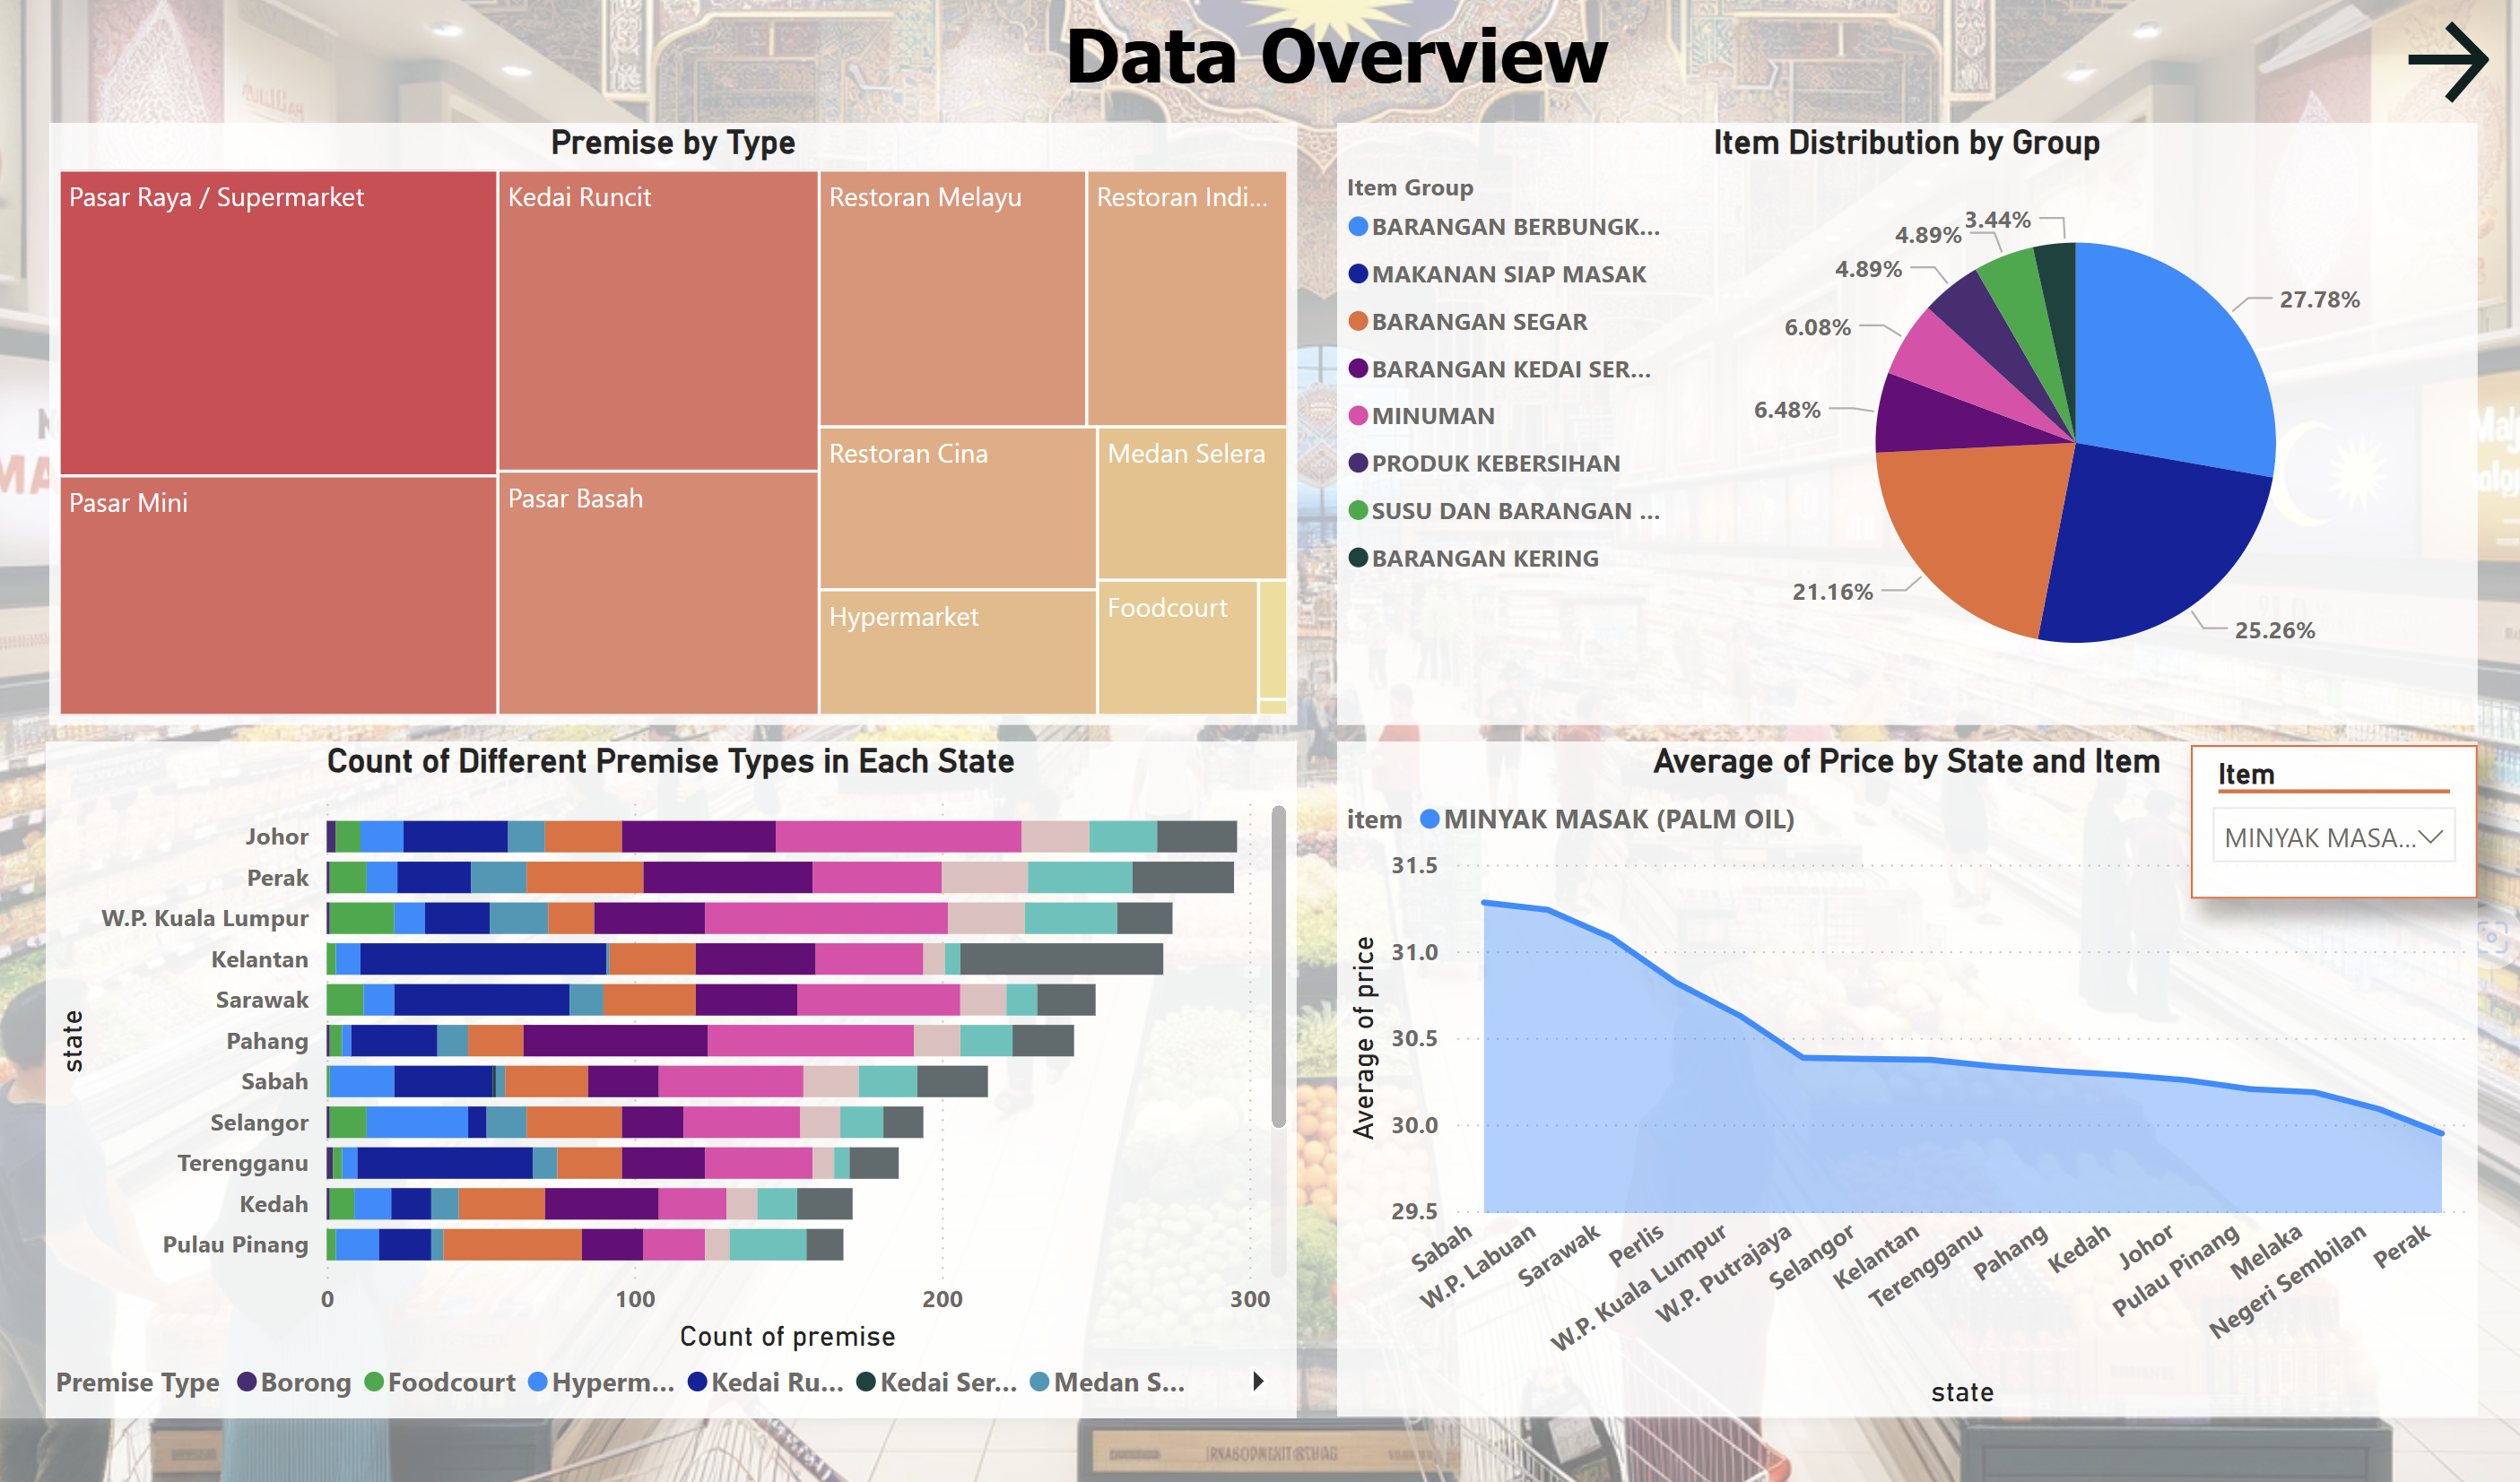 Data Overview
Premise by Type
Pasar Raya / Supermarket
Kedai Runcit
Restoran Melayu
Restoran Indi...
Pasar Mini
Pasar Basah
Restoran Cina
Medan Selera
Hypermarket
Foodcourt
Item Distribution by Group
Item Group
BARANGAN BERBUNGK...
MAKANAN SIAP MASAK
BARANGAN SEGAR
BARANGAN KEDAI SER...
MINUMAN
PRODUK KEBERSIHAN
SUSU DAN BARANGAN ...
BARANGAN KERING
3.44%
4.89%
4.89%
6.08%
6.48%
21.16%
27.78%
25.26%
Count of Different Premise Types in Each State
state
Johor
Perak
W.P. Kuala Lumpur
Kelantan
Sarawak
Pahang
Sabah
Selangor
Terengganu
Kedah
Pulau Pinang
0 100 200 300
Count of premise
Premise Type Borong Foodcourt Hyperm... Kedai Ru... Kedai Ser... Medan S...
Average of Price by State and Item
Item
MINYAK MASA...
item MINYAK MASAK (PALM OIL)
Average of price
31.5
31.0
30.5
30.0
29.5
Sabah
W.P. Labuan
Sarawak
Perlis
W.P. Kuala Lumpur
W.P. Putrajaya
Selangor
Kelantan
Terengganu
Pahang
Kedah
Johor
Pulau Pinang
Melaka
Negeri Sembilan
Perak
state